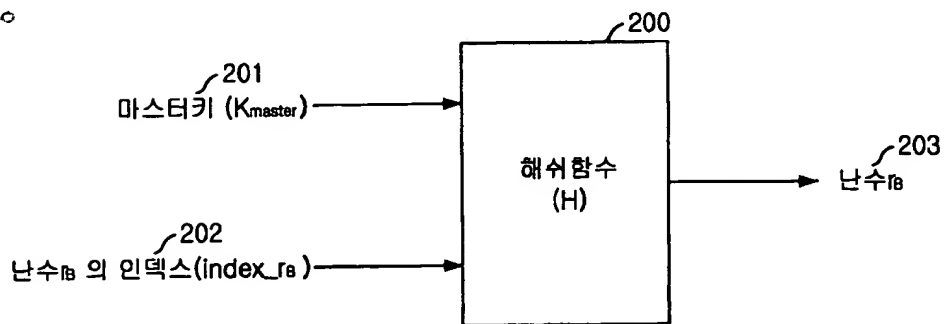 200
201
마스터키 (Kmaster)
해쉬함수
(H)
203
난수rB
202
난수rB 의 인덱스(index_rB)